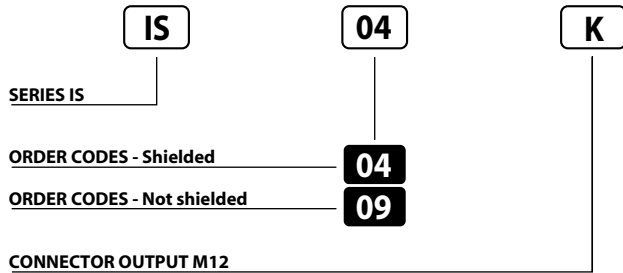 IS 04 K
SERIES IS
ORDER CODES - Shielded 04
ORDER CODES - Not shielded 09
CONNECTOR OUTPUT M12